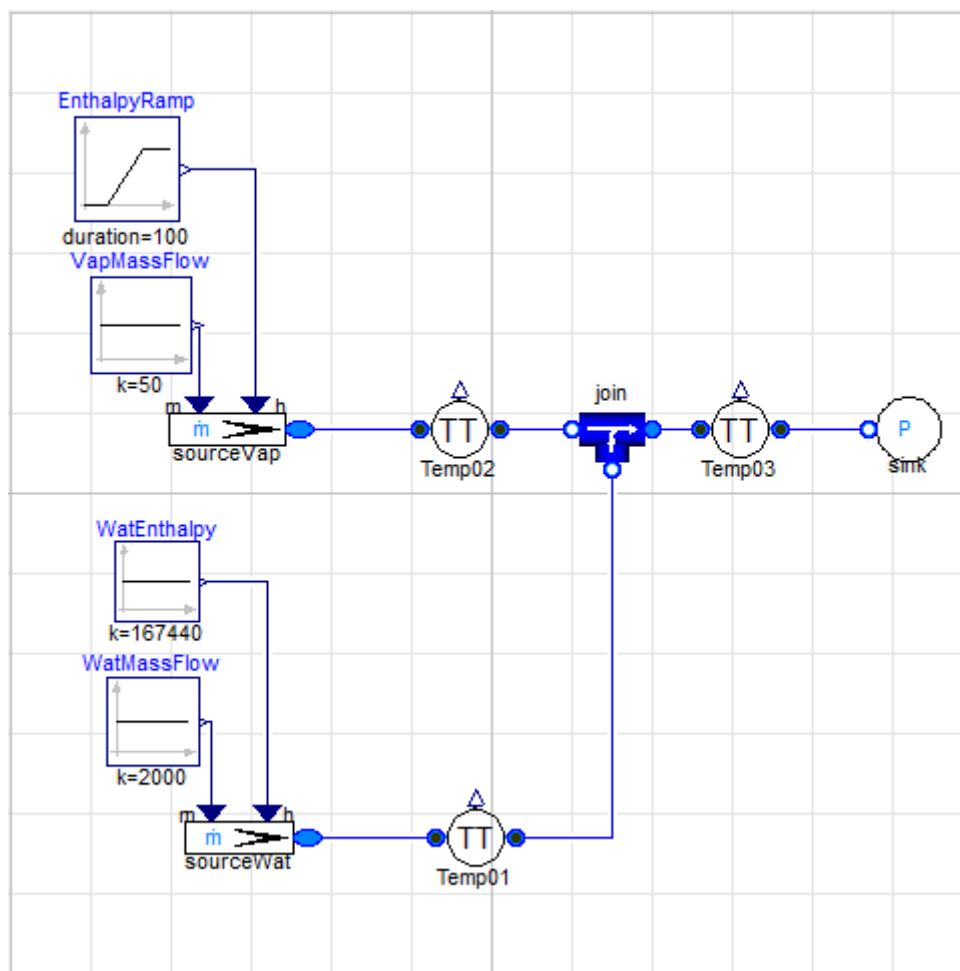 EnthalpyRamp
duration=100
VapMassFlow
k=50
m h
ṁ
sourceVap
TT
Temp02
join
TT
Temp03
P
sink
WatEnthalpy
k=167440
WatMassFlow
k=2000
m h
ṁ
sourceWat
TT
Temp01